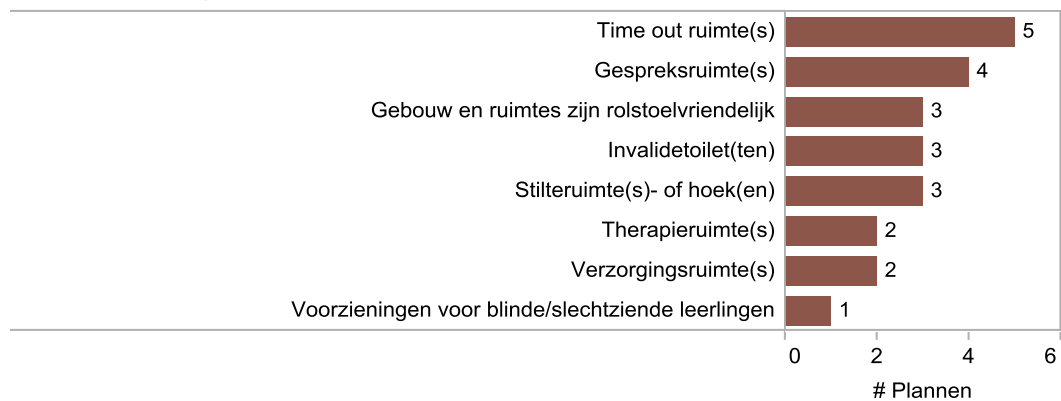 Time out ruimte(s) 5
Gespreksruimte(s) 4
Gebouw en ruimtes zijn rolstoelvriendelijk 3
Invalidetoilet(ten) 3
Stilteruimte(s)- of hoek(en) 3
Therapieruimte(s) 2
Verzorgingsruimte(s) 2
Voorzieningen voor blinde/slechtziende leerlingen 1
0 2 4 6
# Plannen